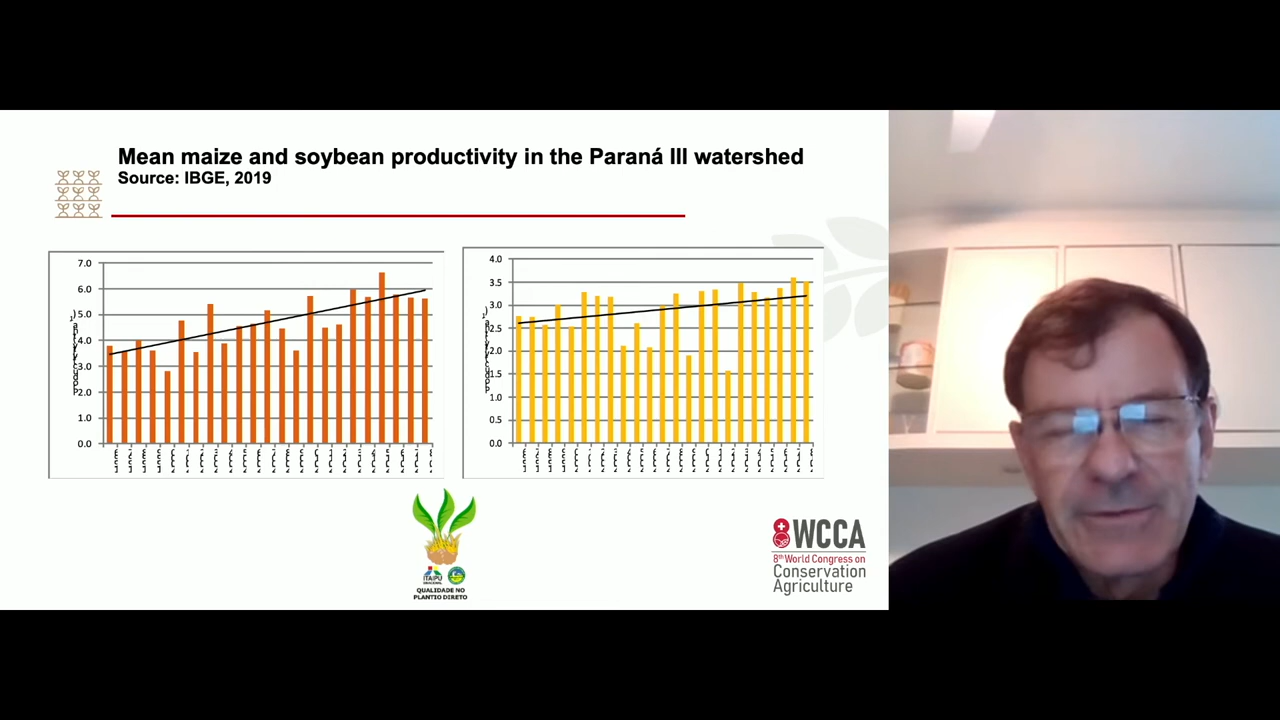 Mean maize and soybean productivity in the Paraná III watershed
Source: IBGE, 2019
7.0
6.0
5.0
4.0
3.0
2.0
1.0
0.0
4.0
3.5
3.0
2.5
2.0
1.5
1.0
0.5
0.0
ITAIPU
BINACIONAL
QUALIDADE NO
PLANTIO DIRETO
WCCA
8th World Congress on
Conservation
Agriculture